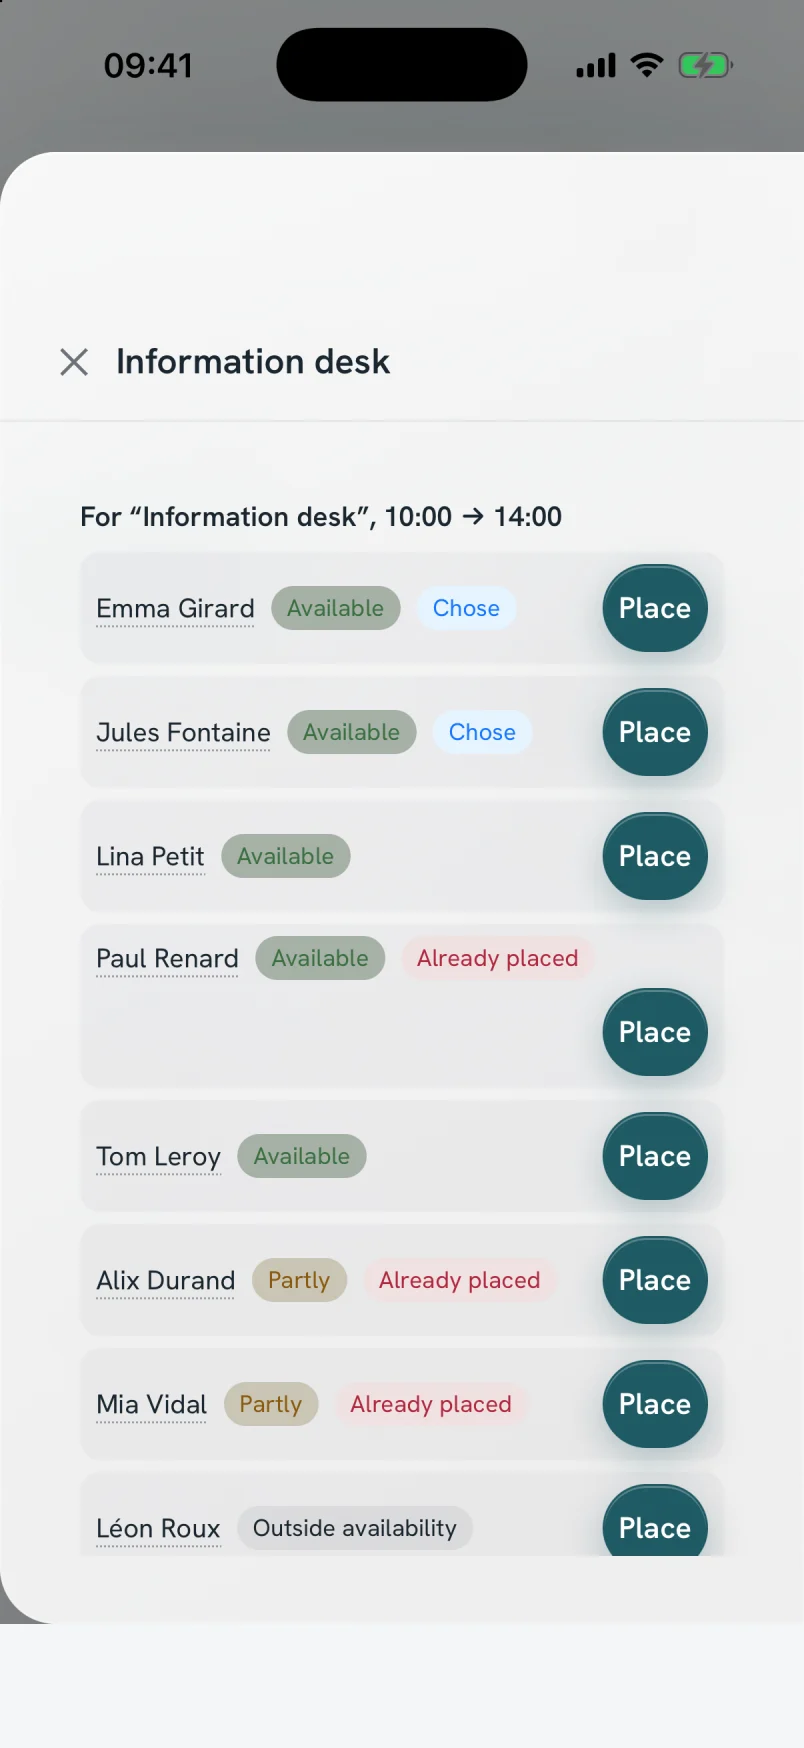 09:41
Information desk
For “Information desk”, 10:00 → 14:00
Emma Girard Available Chose Place
Jules Fontaine Available Chose Place
Lina Petit Available Place
Paul Renard Available Already placed
Place
Tom Leroy Available Place
Alix Durand Partly Already placed Place
Mia Vidal Partly Already placed Place
Léon Roux Outside availability Place